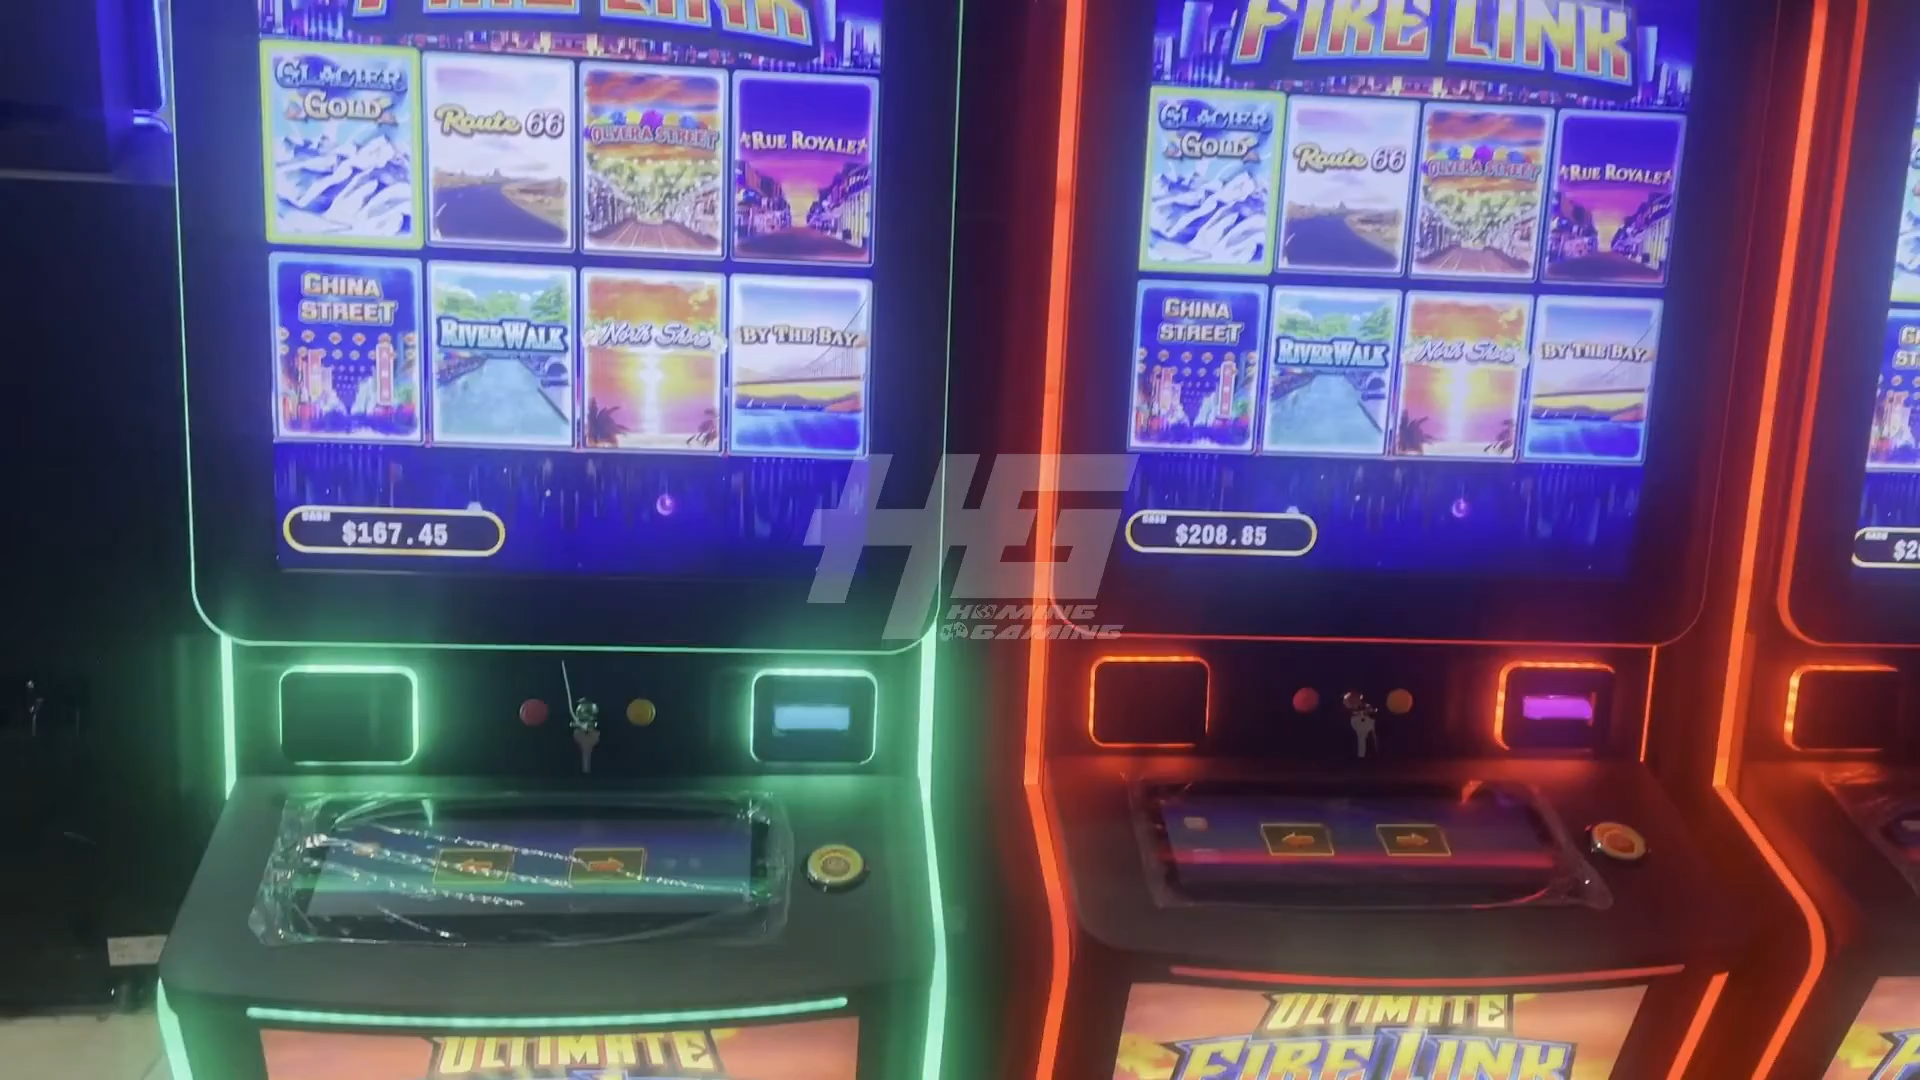 FIRE LINK
FIRE LINK
GLACIER
GOLD
Route 66
OLVERA STREET
RUE ROYALE
CHINA
STREET
RIVERWALK
North Shore
BY THE BAY
CASH
$167.45
GLACIER
GOLD
Route 66
OLVERA STREET
RUE ROYALE
CHINA
STREET
RIVERWALK
North Shore
BY THE BAY
CASH
$208.85
HG
HOMING
GAMING
ULTIMATE
ULTIMATE
FIRE LINK